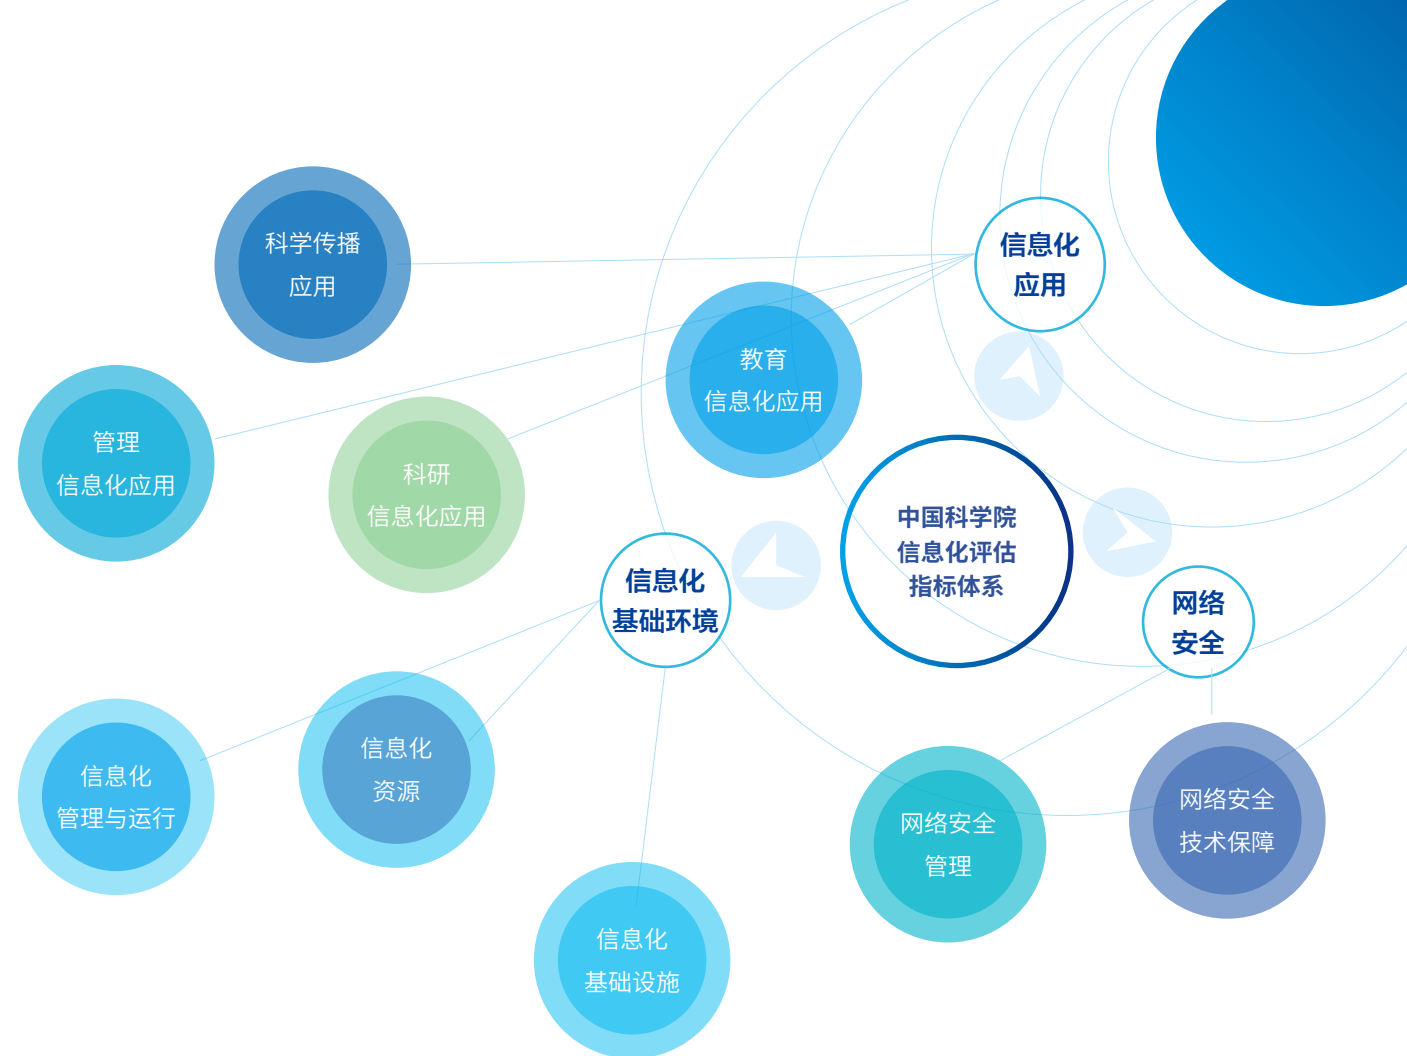 科学传播
应用
信息化
应用
教育
信息化应用
管理
信息化应用
科研
信息化应用
中国科学院
信息化评估
指标体系
信息化
基础环境
网络
安全
信息化
管理与运行
信息化
资源
网络安全
管理
网络安全
技术保障
信息化
基础设施